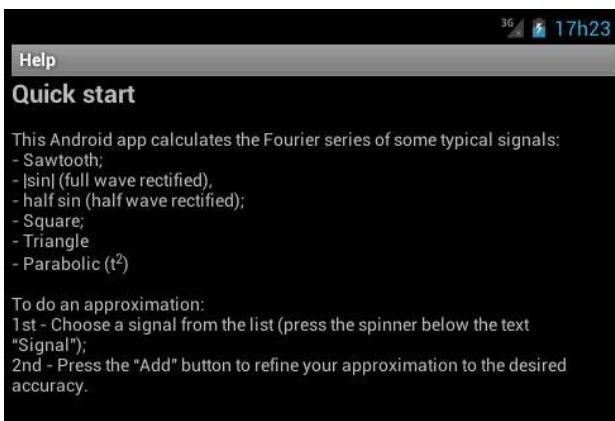 3G 17h23
Help
Quick start
This Android app calculates the Fourier series of some typical signals:
- Sawtooth;
- |sin| (full wave rectified),
- half sin (half wave rectified);
- Square;
- Triangle
- Parabolic (t²)
To do an approximation:
1st - Choose a signal from the list (press the spinner below the text
“Signal”);
2nd - Press the “Add” button to refine your approximation to the desired
accuracy.